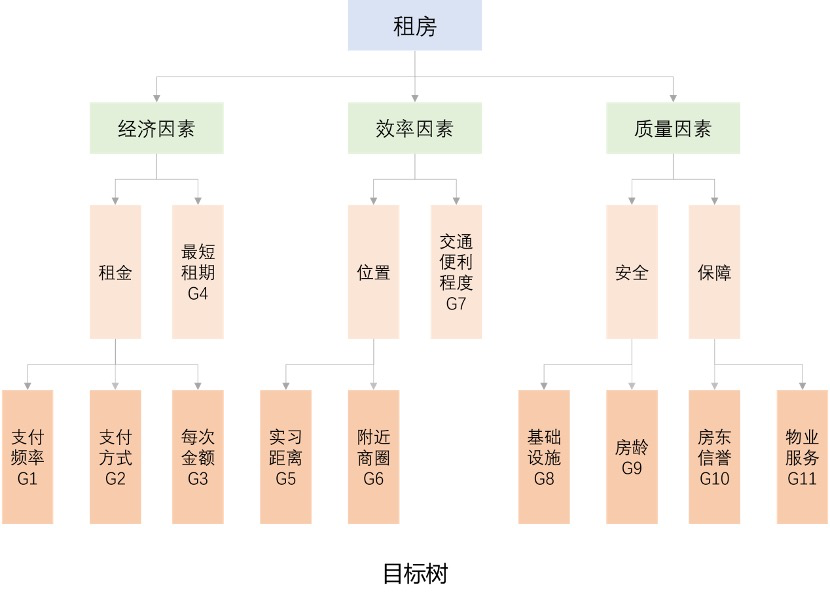 租房
经济因素
效率因素
质量因素
租金
最短
租期
G4
位置
交通
便利
程度
G7
安全
保障
支付
频率
G1
支付
方式
G2
每次
金额
G3
实习
距离
G5
附近
商圈
G6
基础
设施
G8
房龄
G9
房东
信誉
G10
物业
服务
G11
目标树